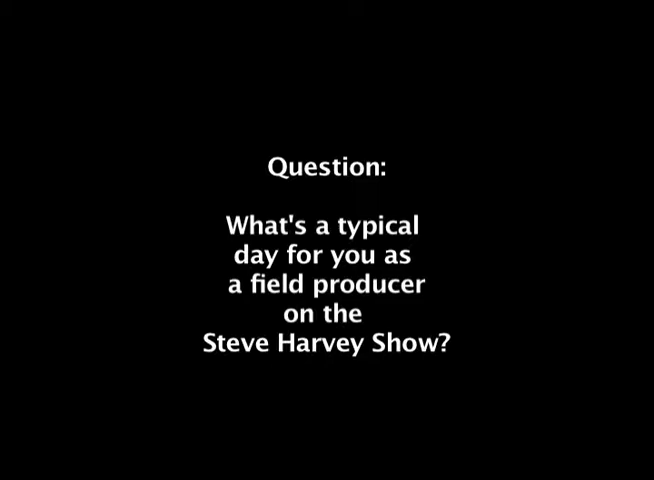 Question:
What's a typical
day for you as
a field producer
on the
Steve Harvey Show?